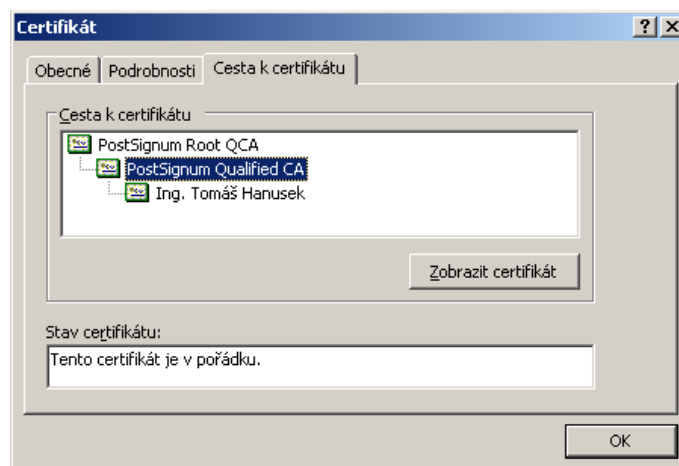 Certifikát
Obecné Podrobnosti Cesta k certifikátu
Cesta k certifikátu
PostSignum Root QCA
PostSignum Qualified CA
Ing. Tomáš Hanusek
Zobrazit certifikát
Stav certifikátu:
Tento certifikát je v pořádku.
OK